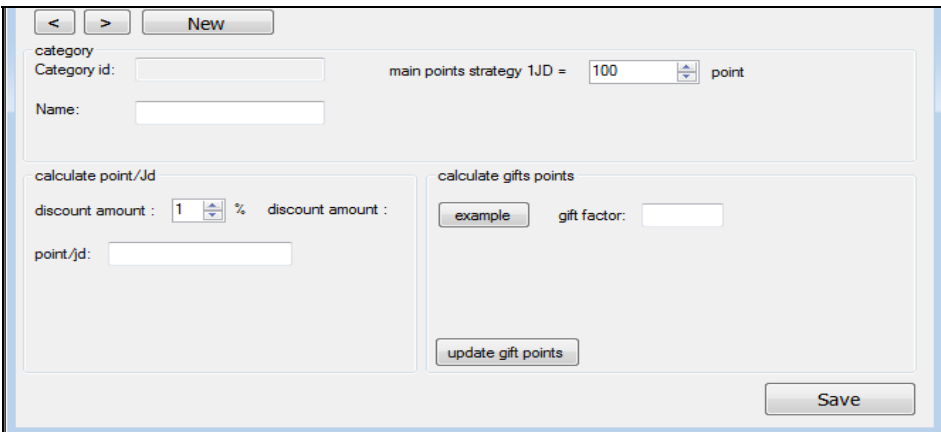 < > New
category
Category id: main points strategy 1JD = 100 point
Name:
calculate point/Jd
discount amount : 1 % discount amount :
point/jd:
calculate gifts points
example gift factor:
update gift points
Save